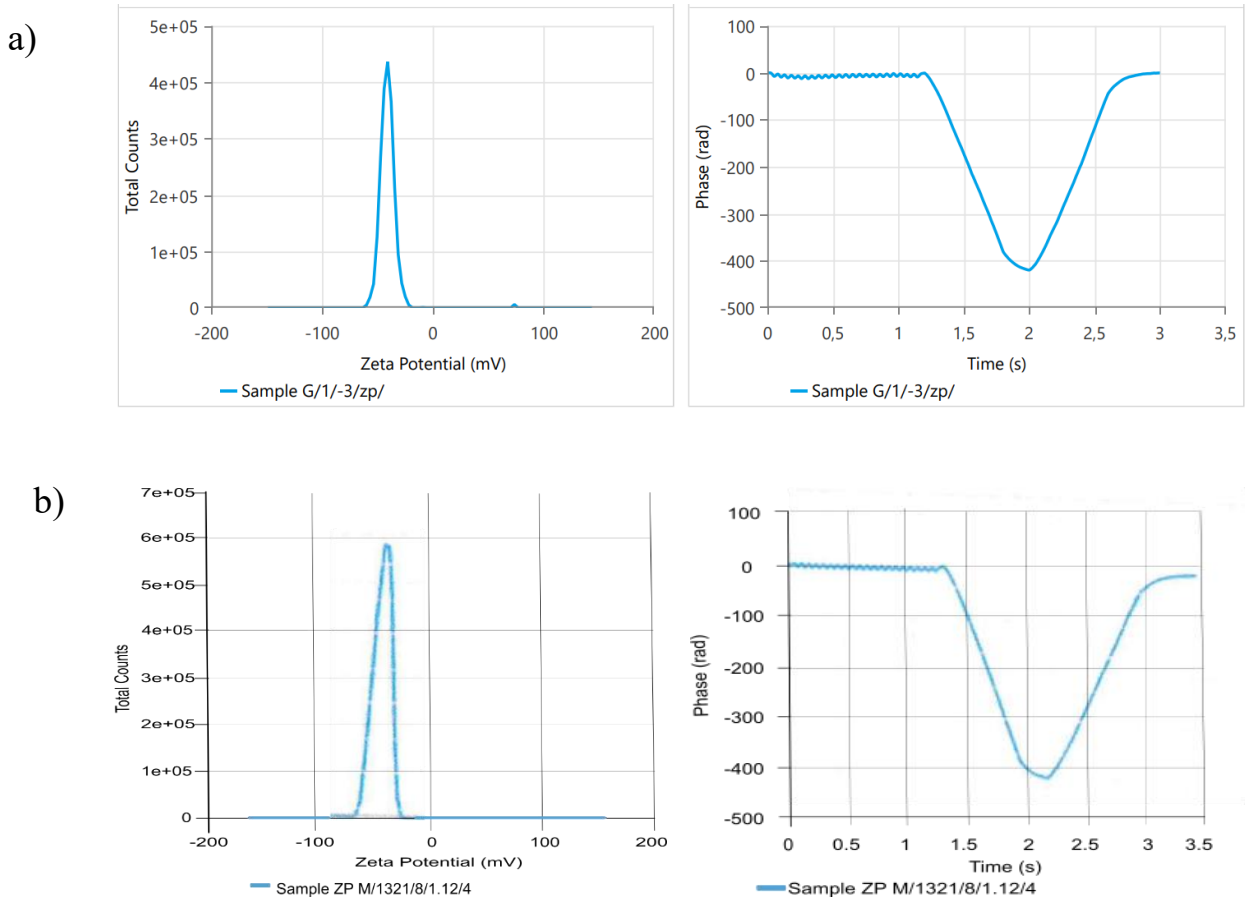 a)
5e+05
4e+05
3e+05
2e+05
1e+05
0
Total Counts
-200 -100 0 100 200
Zeta Potential (mV)
Sample G/1/-3/zp/
100
0
-100
-200
-300
-400
-500
Phase (rad)
0 0,5 1 1,5 2 2,5 3 3,5
Time (s)
Sample G/1/-3/zp/
b)
7e+05
6e+05
5e+05
4e+05
3e+05
2e+05
1e+05
0
Total Counts
-200 -100 0 100 200
Zeta Potential (mV)
Sample ZP M/1321/8/1.12/4
100
0
-100
-200
-300
-400
-500
Phase (rad)
0 0.5 1 1.5 2 2.5 3 3.5
Time (s)
Sample ZP M/1321/8/1.12/4